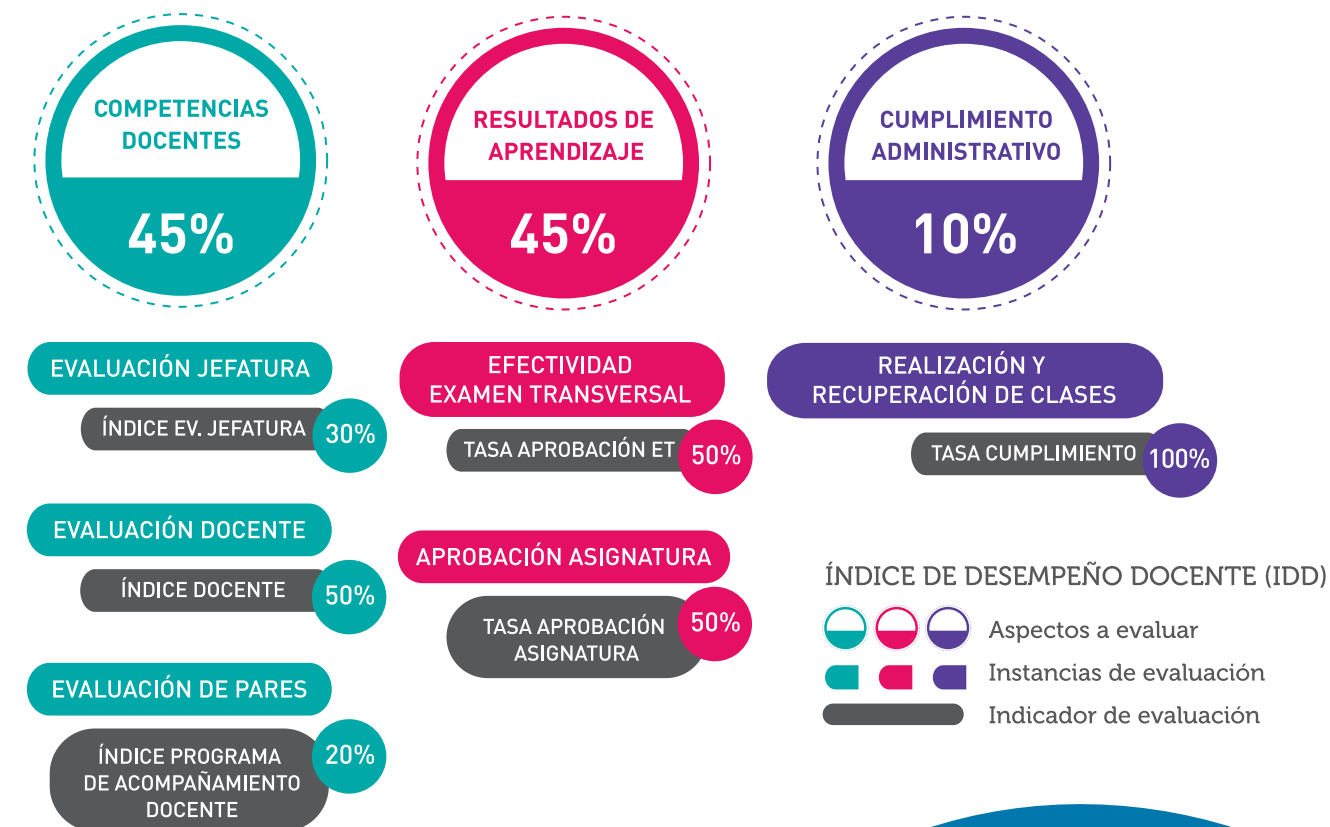 COMPETENCIAS
DOCENTES
45%
EVALUACIÓN JEFATURA
ÍNDICE EV. JEFATURA
30%
EVALUACIÓN DOCENTE
ÍNDICE DOCENTE
50%
EVALUACIÓN DE PARES
ÍNDICE PROGRAMA
DE ACOMPAÑAMIENTO
DOCENTE
20%
RESULTADOS DE
APRENDIZAJE
45%
EFECTIVIDAD
EXAMEN TRANSVERSAL
TASA APROBACIÓN ET
50%
APROBACIÓN ASIGNATURA
TASA APROBACIÓN
ASIGNATURA
50%
CUMPLIMIENTO
ADMINISTRATIVO
10%
REALIZACIÓN Y
RECUPERACIÓN DE CLASES
TASA CUMPLIMIENTO
100%
ÍNDICE DE DESEMPEÑO DOCENTE (IDD)
Aspectos a evaluar
Instancias de evaluación
Indicador de evaluación